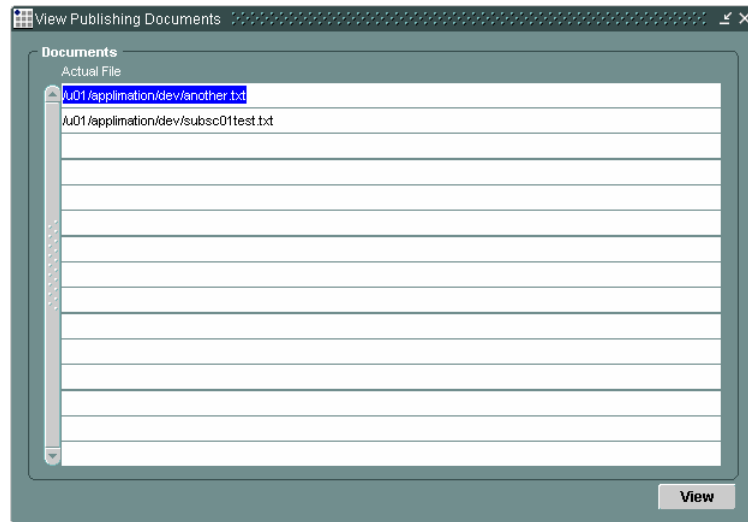 View Publishing Documents
Documents
Actual File
/u01/applimation/dev/another.txt
/u01/applimation/dev/subsc01test.txt
View